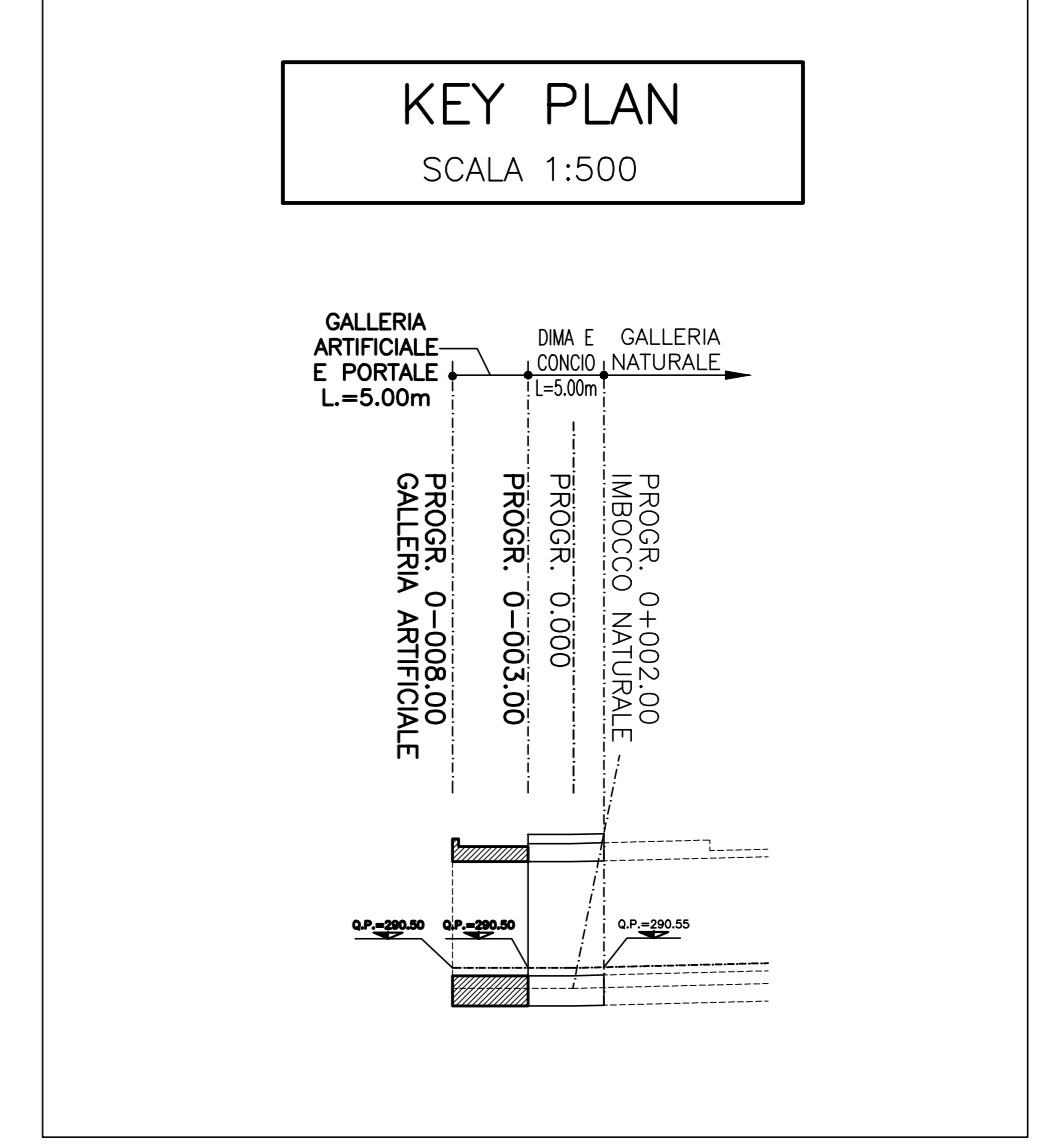 KEY PLAN
SCALA 1:500
GALLERIA
ARTIFICIALE
E PORTALE
L.=5.00m
DIMA E
CONCIO
L=5.00m
GALLERIA
NATURALE
PROGR. 0-008.00
GALLERIA ARTIFICIALE
PROGR. 0-003.00
PROGR. 0.000
PROGR. 0+002.00
IMBOCCO NATURALE
Q.P.=290.50
Q.P.=290.50
Q.P.=290.55